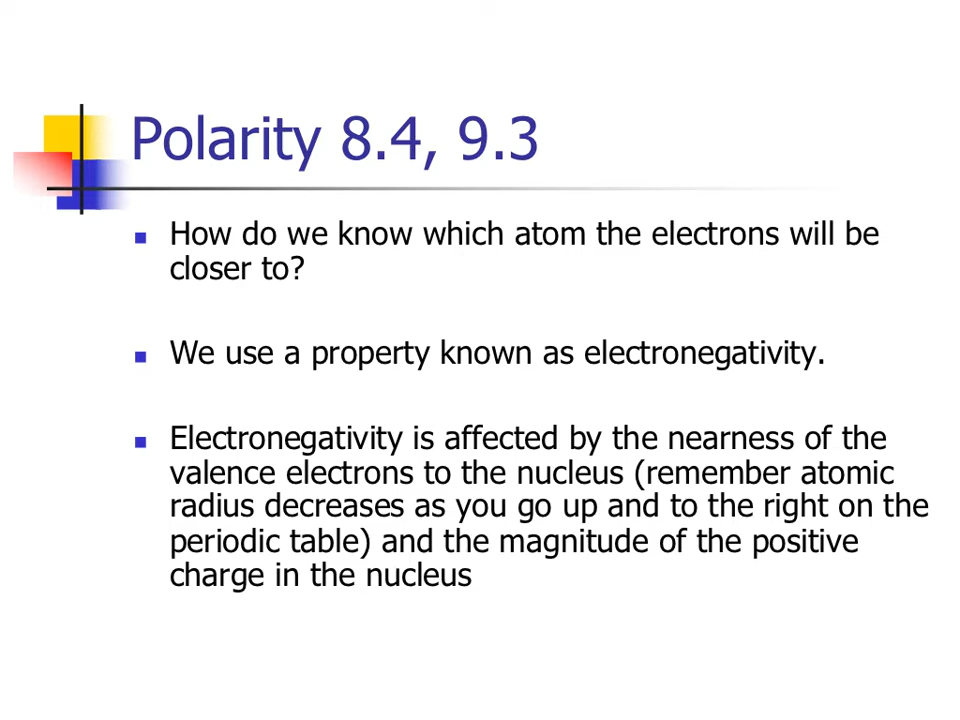 Polarity 8.4, 9.3
How do we know which atom the electrons will be
closer to?
We use a property known as electronegativity.
Electronegativity is affected by the nearness of the
valence electrons to the nucleus (remember atomic
radius decreases as you go up and to the right on the
periodic table) and the magnitude of the positive
charge in the nucleus